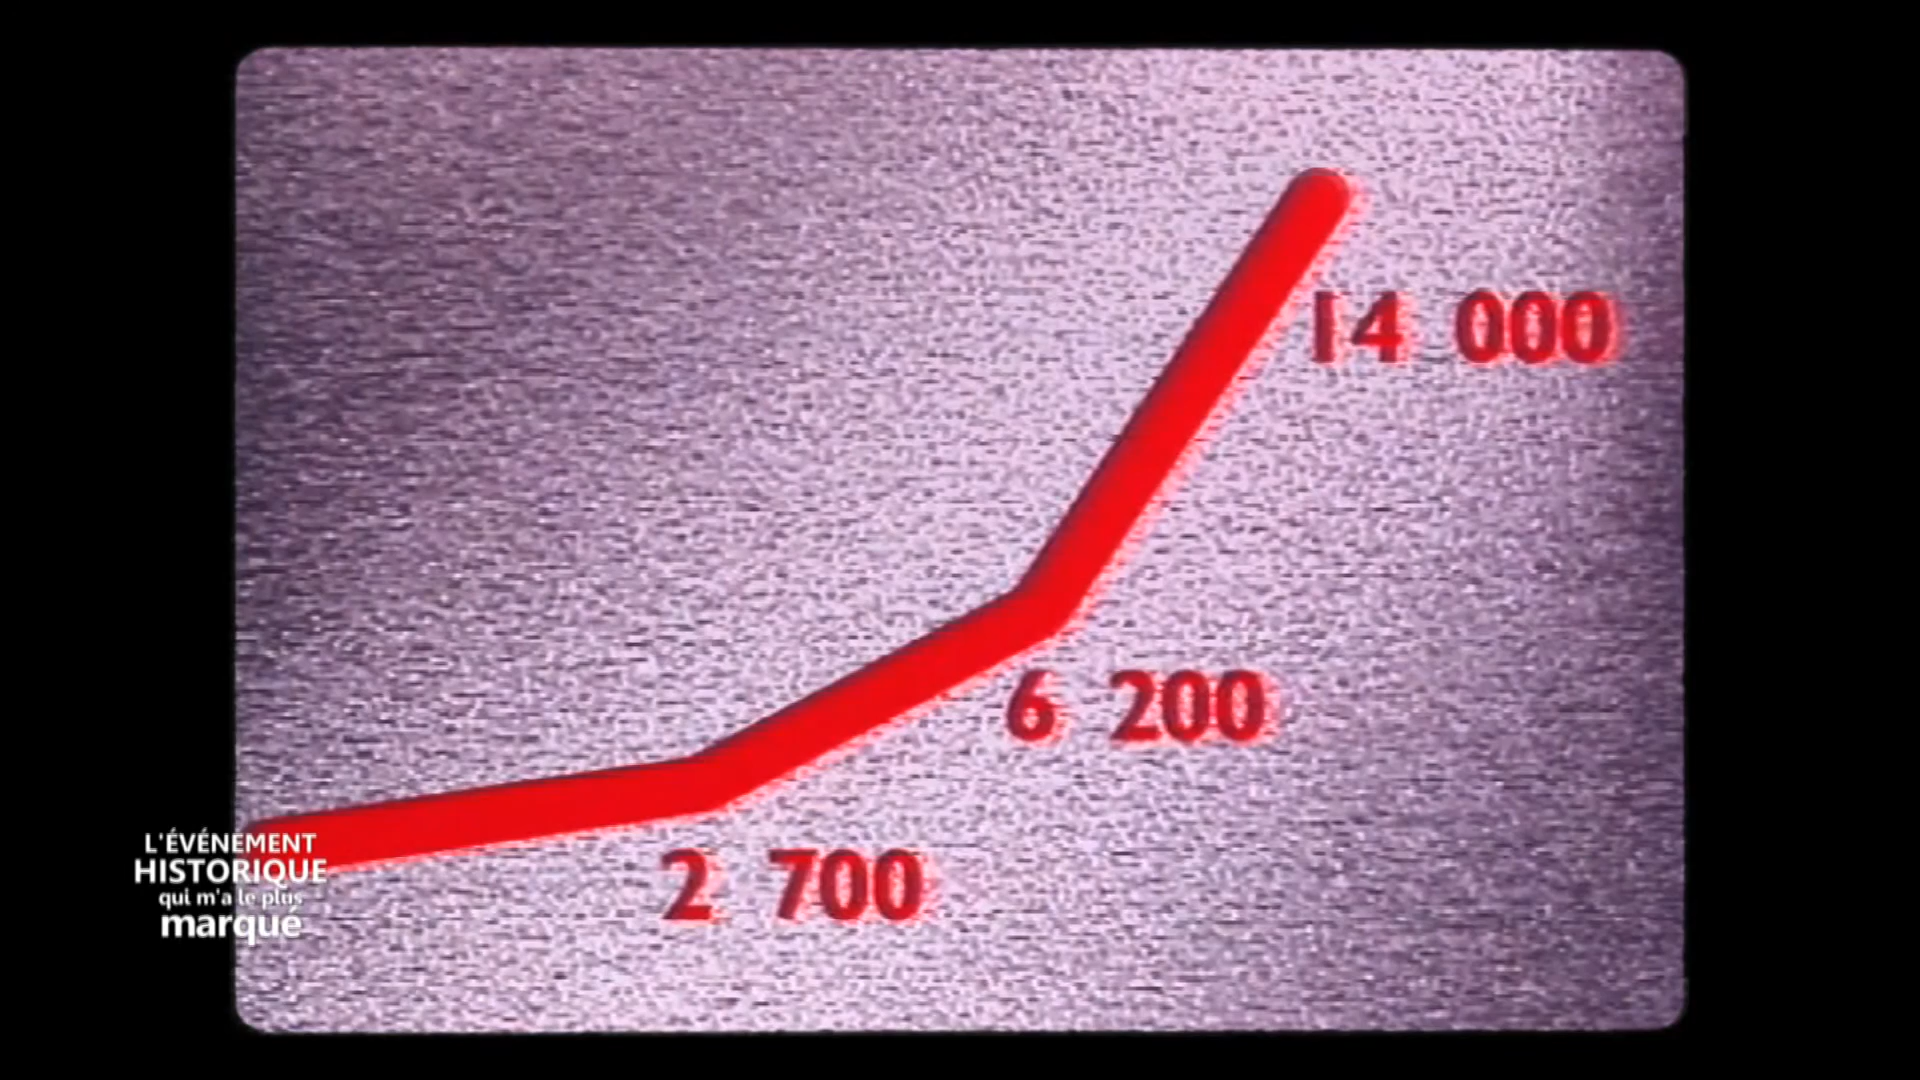 14 000
6 200
2 700
L'ÉVÉNEMENT
HISTORIQUE
qui m'a le plus
marqué